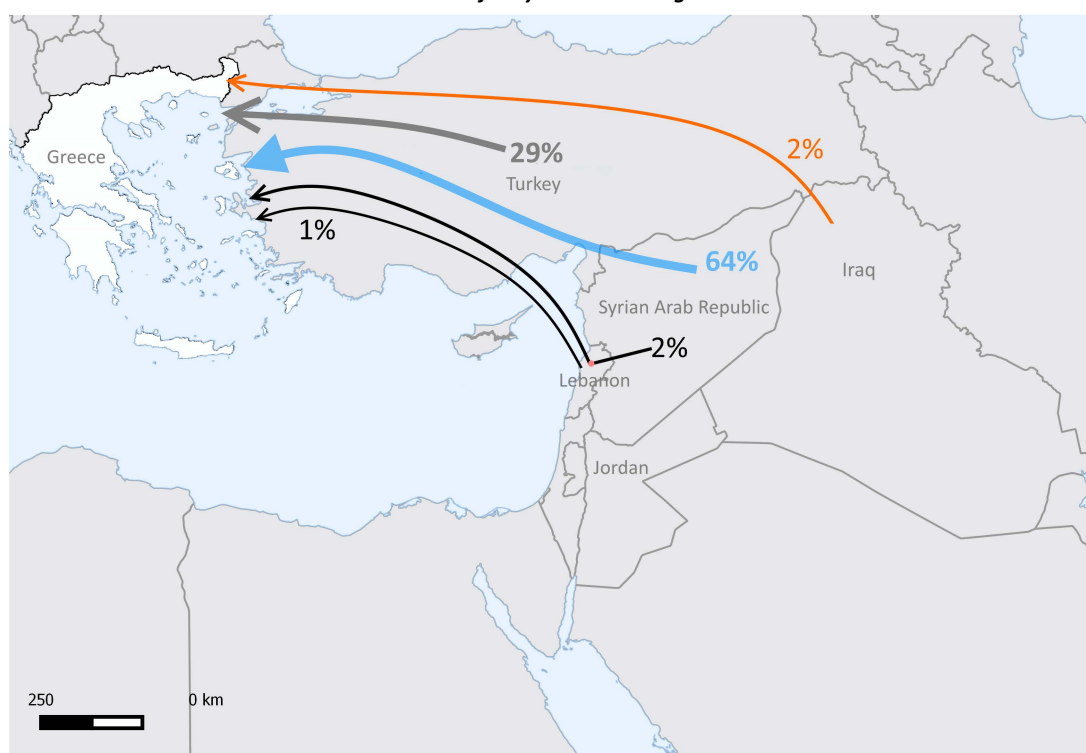 2%
Greece
29%
Turkey
1%
64%
Iraq
Syrian Arab Republic
2%
Lebanon
Jordan
250
0 km